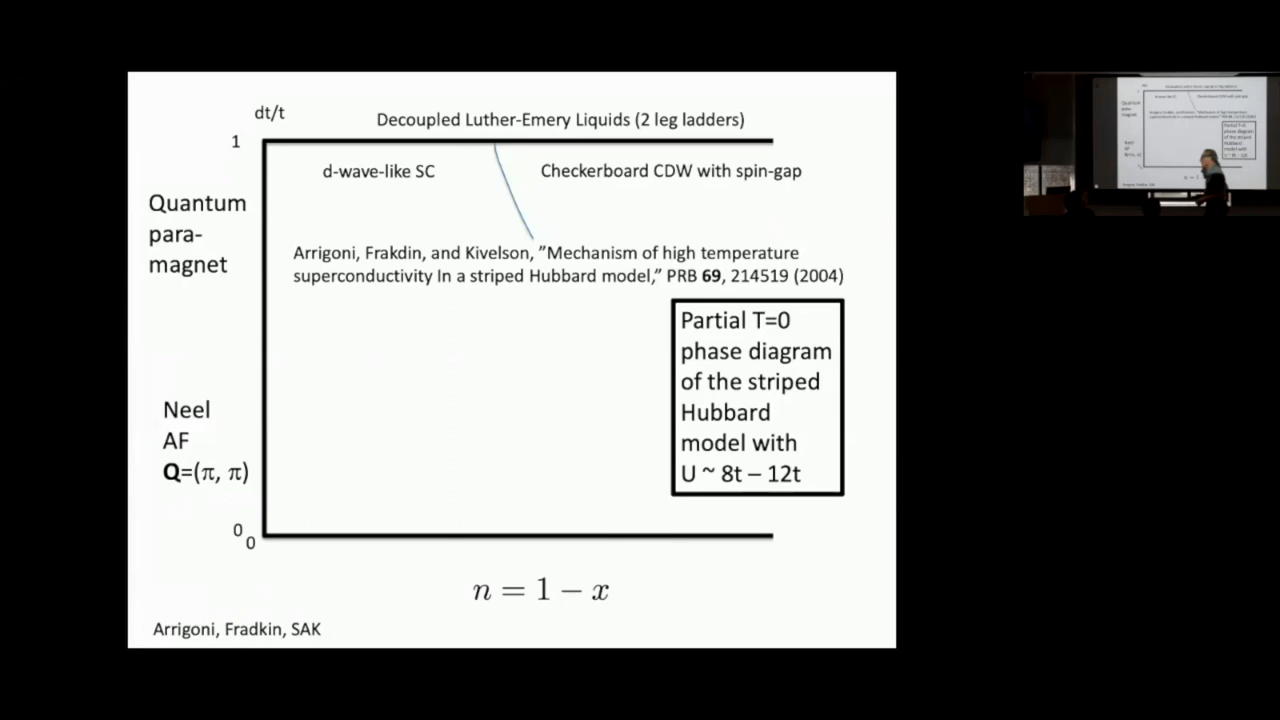 dt/t
Decoupled Luther-Emery Liquids (2 leg ladders)
1
d-wave-like SC
Checkerboard CDW with spin-gap
Quantum
para-
magnet
Arrigoni, Frakdin, and Kivelson, ”Mechanism of high temperature
superconductivity In a striped Hubbard model,” PRB 69, 214519 (2004)
Partial T=0
phase diagram
of the striped
Hubbard
model with
U ~ 8t – 12t
Neel
AF
Q=(π, π)
0
0
n = 1 − x
Arrigoni, Fradkin, SAK